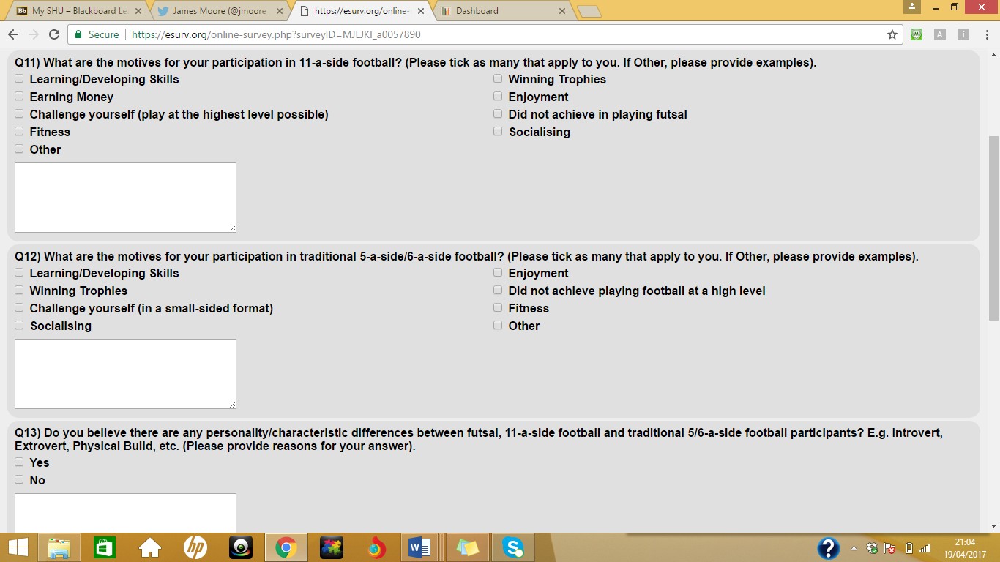 My SHU – Blackboard Le
James Moore (@jmoore_
https://esurv.org/online-
Dashboard
Secure https://esurv.org/online-survey.php?surveyID=MJLJKI_a0057890
Q11) What are the motives for your participation in 11-a-side football? (Please tick as many that apply to you. If Other, please provide examples).
Learning/Developing Skills
Winning Trophies
Earning Money
Enjoyment
Challenge yourself (play at the highest level possible)
Did not achieve in playing futsal
Fitness
Socialising
Other
Q12) What are the motives for your participation in traditional 5-a-side/6-a-side football? (Please tick as many that apply to you. If Other, please provide examples).
Learning/Developing Skills
Enjoyment
Winning Trophies
Did not achieve playing football at a high level
Challenge yourself (in a small-sided format)
Fitness
Socialising
Other
Q13) Do you believe there are any personality/characteristic differences between futsal, 11-a-side football and traditional 5/6-a-side football participants? E.g. Introvert,
Extrovert, Physical Build, etc. (Please provide reasons for your answer).
Yes
No
21:04
19/04/2017